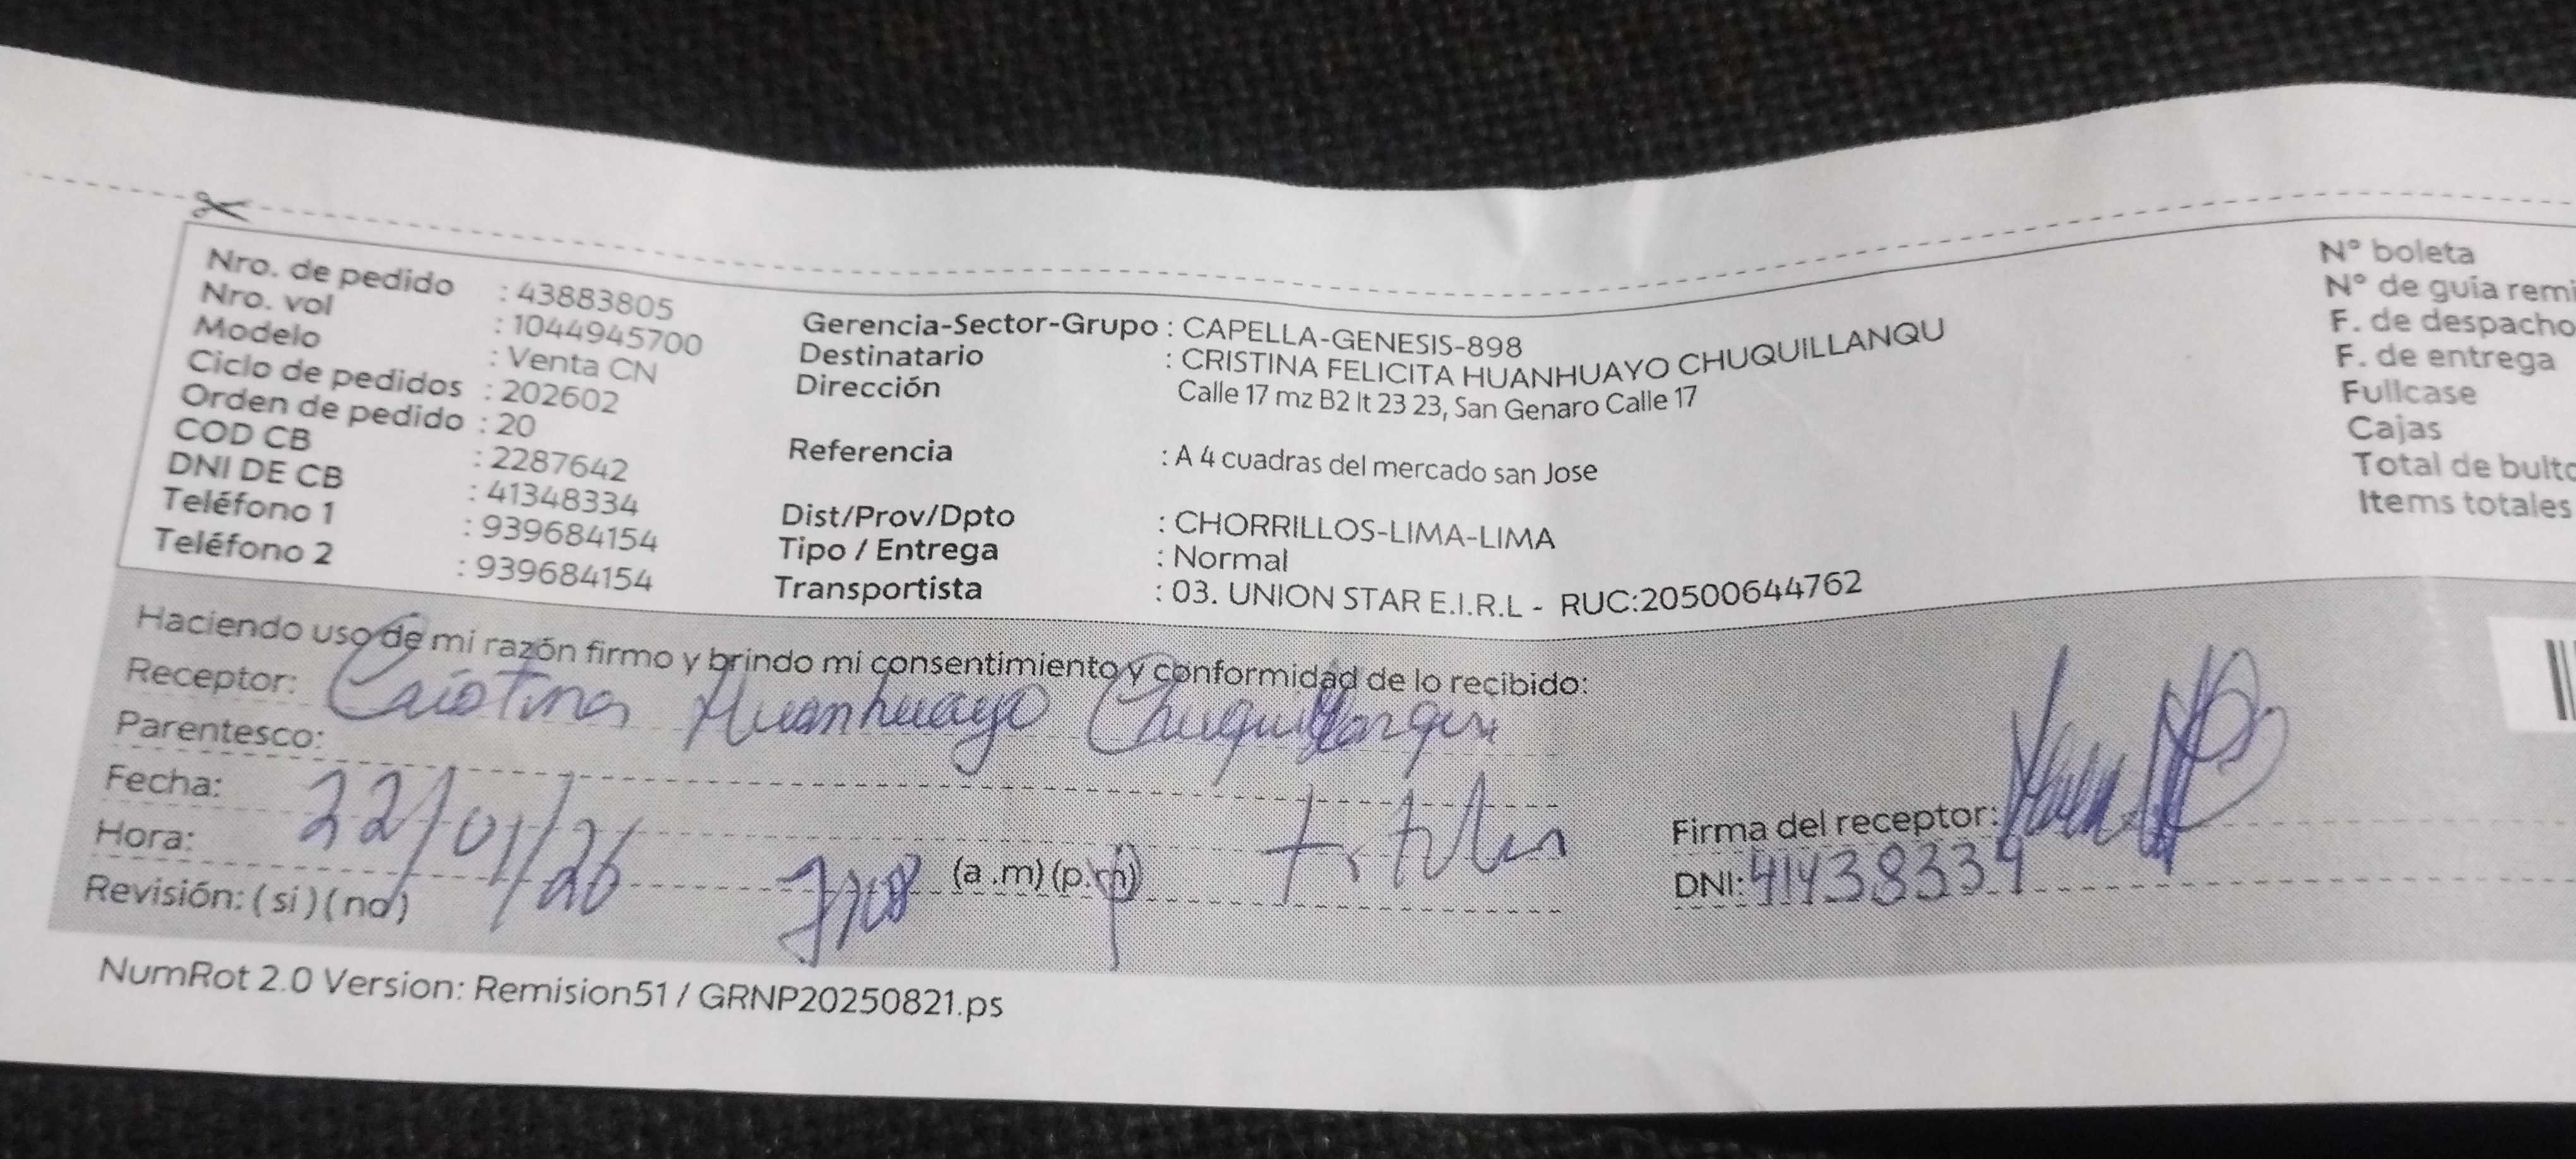 Nro. de pedido : 43883805
Nro. vol : 1044945700
Modelo : Venta CN
Ciclo de pedidos : 202602
Orden de pedido : 20
COD CB : 2287642
DNI DE CB : 41348334
Teléfono 1 : 939684154
Teléfono 2 : 939684154
Gerencia-Sector-Grupo : CAPELLA-GENESIS-898
Destinatario : CRISTINA FELICITA HUANHUAYO CHUQUILLANQU
Dirección Calle 17 mz B2 lt 23 23, San Genaro Calle 17
Referencia : A 4 cuadras del mercado san Jose
Dist/Prov/Dpto : CHORRILLOS-LIMA-LIMA
Tipo / Entrega : Normal
Transportista : 03. UNION STAR E.I.R.L - RUC:20500644762
N° boleta
N° de guia remi
F. de despacho
F. de entrega
Fullcase
Cajas
Total de bulto
Items totales
Haciendo uso de mi razón firmo y brindo mi consentimiento y conformidad de lo recibido:
Receptor: Cristina Huanhuayo Chuquillanqu
Parentesco:
Fecha: 22/01/26
Hora: (a.m) (p.m)
Revisión: ( si ) ( no )
Firma del receptor:
DNI: 41438334
NumRot 2.0 Version: Remision51 / GRNP20250821.ps